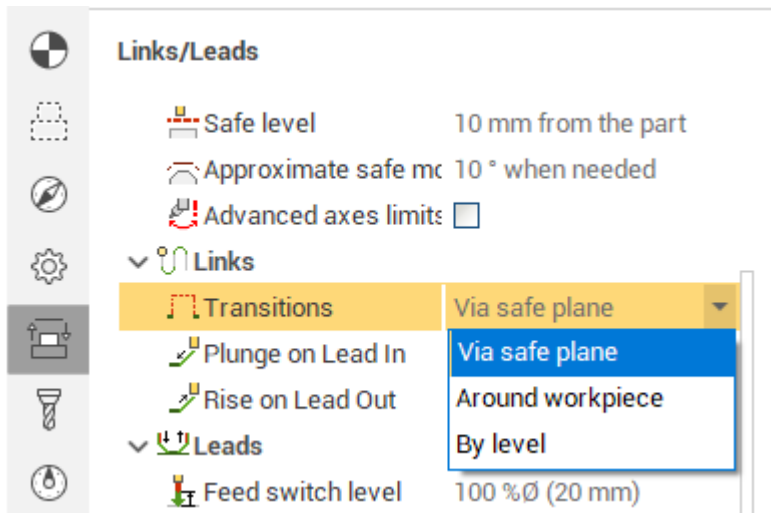 Links/Leads
Safe level 10 mm from the part
Approximate safe mc 10 ° when needed
Advanced axes limits
Links
Transitions Via safe plane
Via safe plane
Plunge on Lead In
Around workpiece
Rise on Lead Out
By level
Leads
Feed switch level 100 %Ø (20 mm)